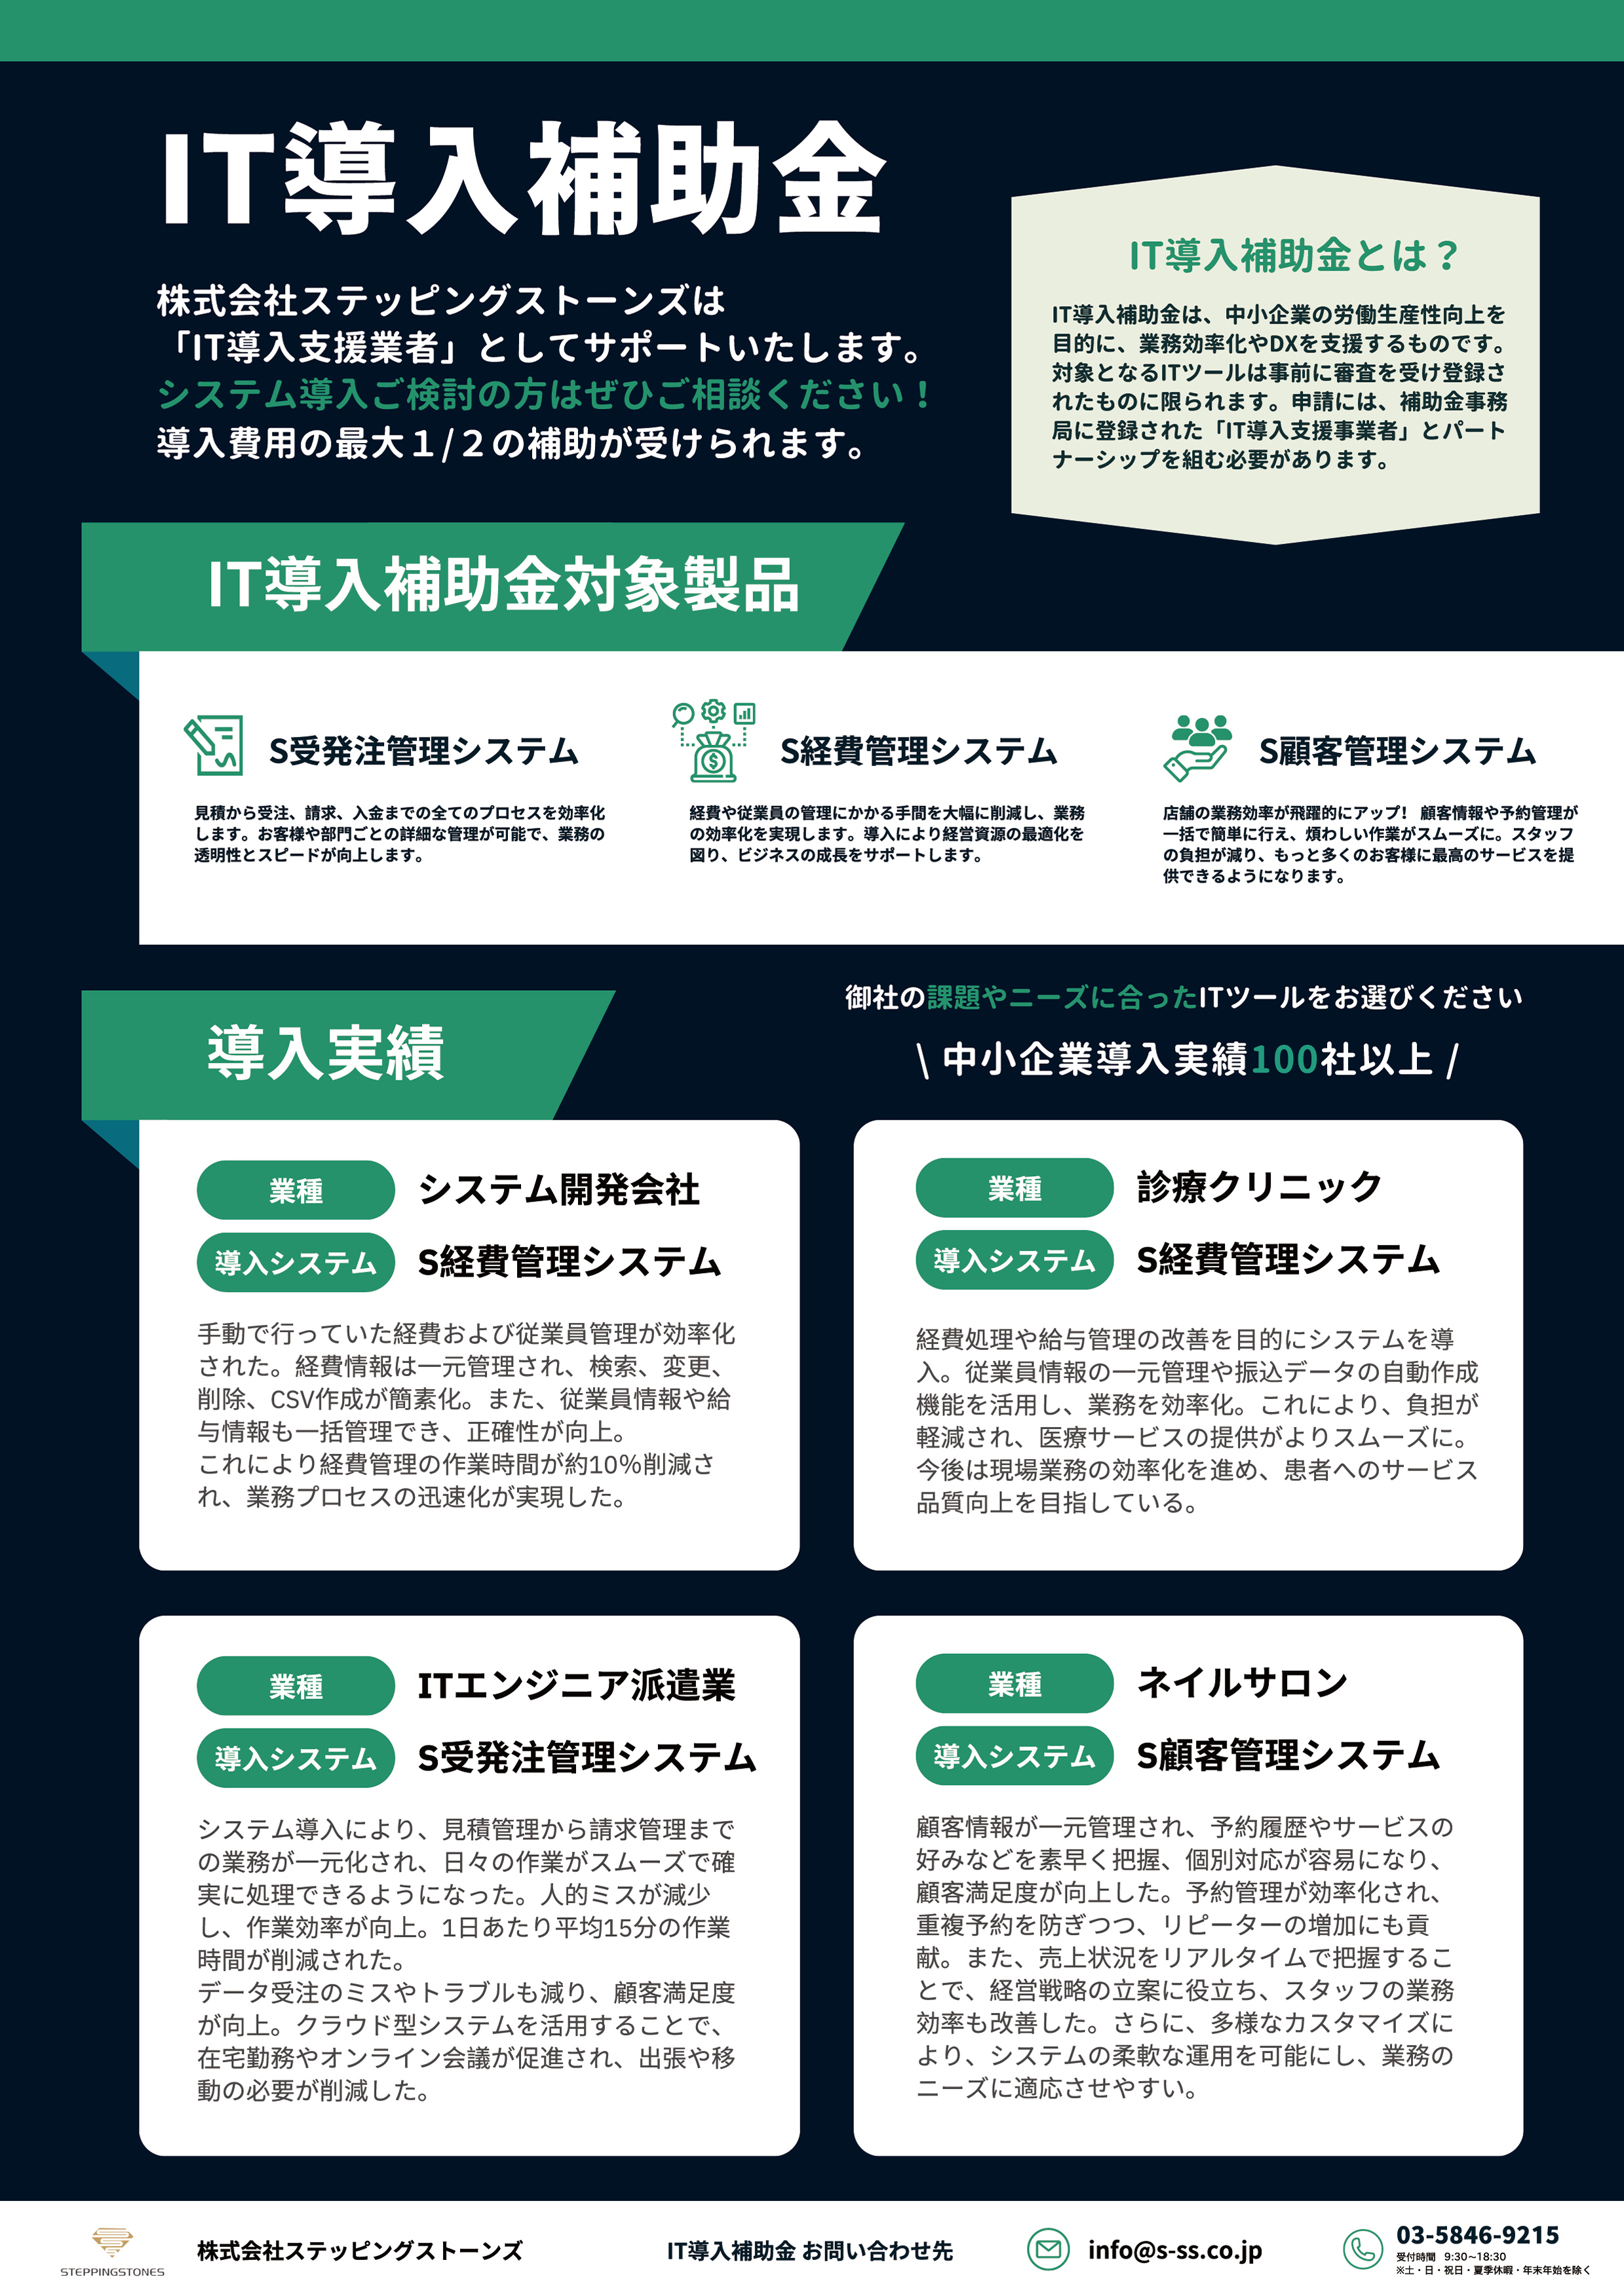 IT導入補助金
株式会社ステッピングストーンズは
「IT導入支援業者」としてサポートいたします。
システム導入ご検討の方はぜひご相談ください！
導入費用の最大１/２の補助が受けられます。
IT導入補助金とは？
IT導入補助金は、中小企業の労働生産性向上を
目的に、業務効率化やDXを支援するものです。
対象となるITツールは事前に審査を受け登録さ
れたものに限られます。申請には、補助金事務
局に登録された「IT導入支援事業者」とパート
ナーシップを組む必要があります。
IT導入補助金対象製品
S受発注管理システム
見積から受注、請求、入金までの全てのプロセスを効率化
します。お客様や部門ごとの詳細な管理が可能で、業務の
透明性とスピードが向上します。
S経費管理システム
経費や従業員の管理にかかる手間を大幅に削減し、業務
の効率化を実現します。導入により経営資源の最適化を
図り、ビジネスの成長をサポートします。
S顧客管理システム
店舗の業務効率が飛躍的にアップ！ 顧客情報や予約管理が
一括で簡単に行え、煩わしい作業がスムーズに。スタッフ
の負担が減り、もっと多くのお客様に最高のサービスを提
供できるようになります。
導入実績
御社の課題やニーズに合ったITツールをお選びください
\ 中小企業導入実績100社以上 /
業種 システム開発会社
導入システム S経費管理システム
手動で行っていた経費および従業員管理が効率化
された。経費情報は一元管理され、検索、変更、
削除、CSV作成が簡素化。また、従業員情報や給
与情報も一括管理でき、正確性が向上。
これにより経費管理の作業時間が約10%削減さ
れ、業務プロセスの迅速化が実現した。
業種 診療クリニック
導入システム S経費管理システム
経費処理や給与管理の改善を目的にシステムを導
入。従業員情報の一元管理や振込データの自動作成
機能を活用し、業務を効率化。これにより、負担が
軽減され、医療サービスの提供がよりスムーズに。
今後は現場業務の効率化を進め、患者へのサービス
品質向上を目指している。
業種 ITエンジニア派遣業
導入システム S受発注管理システム
システム導入により、見積管理から請求管理まで
の業務が一元化され、日々の作業がスムーズで確
実に処理できるようになった。人的ミスが減少
し、作業効率が向上。1日あたり平均15分の作業
時間が削減された。
データ受注のミスやトラブルも減り、顧客満足度
が向上。クラウド型システムを活用することで、
在宅勤務やオンライン会議が促進され、出張や移
動の必要が削減した。
業種 ネイルサロン
導入システム S顧客管理システム
顧客情報が一元管理され、予約履歴やサービスの
好みなどを素早く把握、個別対応が容易になり、
顧客満足度が向上した。予約管理が効率化され、
重複予約を防ぎつつ、リピーターの増加にも貢
献。また、売上状況をリアルタイムで把握するこ
とで、経営戦略の立案に役立ち、スタッフの業務
効率も改善した。さらに、多様なカスタマイズに
より、システムの柔軟な運用を可能にし、業務の
ニーズに適応させやすい。
STEPPINGSTONES
株式会社ステッピングストーンズ
IT導入補助金 お問い合わせ先
info@s-ss.co.jp
03-5846-9215
受付時間 9:30~18:30
※土・日・祝日・夏季休暇・年末年始を除く